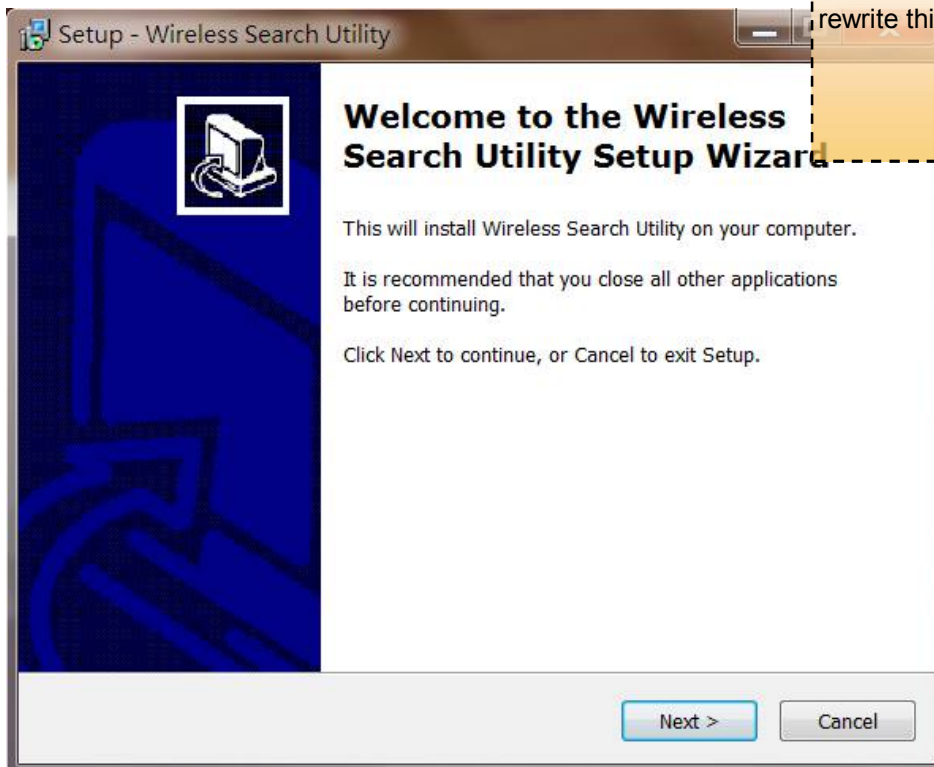 Setup - Wireless Search Utility
rewrite
Welcome to the Wireless
Search Utility Setup Wizard
This will install Wireless Search Utility on your computer.
It is recommended that you close all other applications
before continuing.
Click Next to continue, or Cancel to exit Setup.
Next >
Cancel